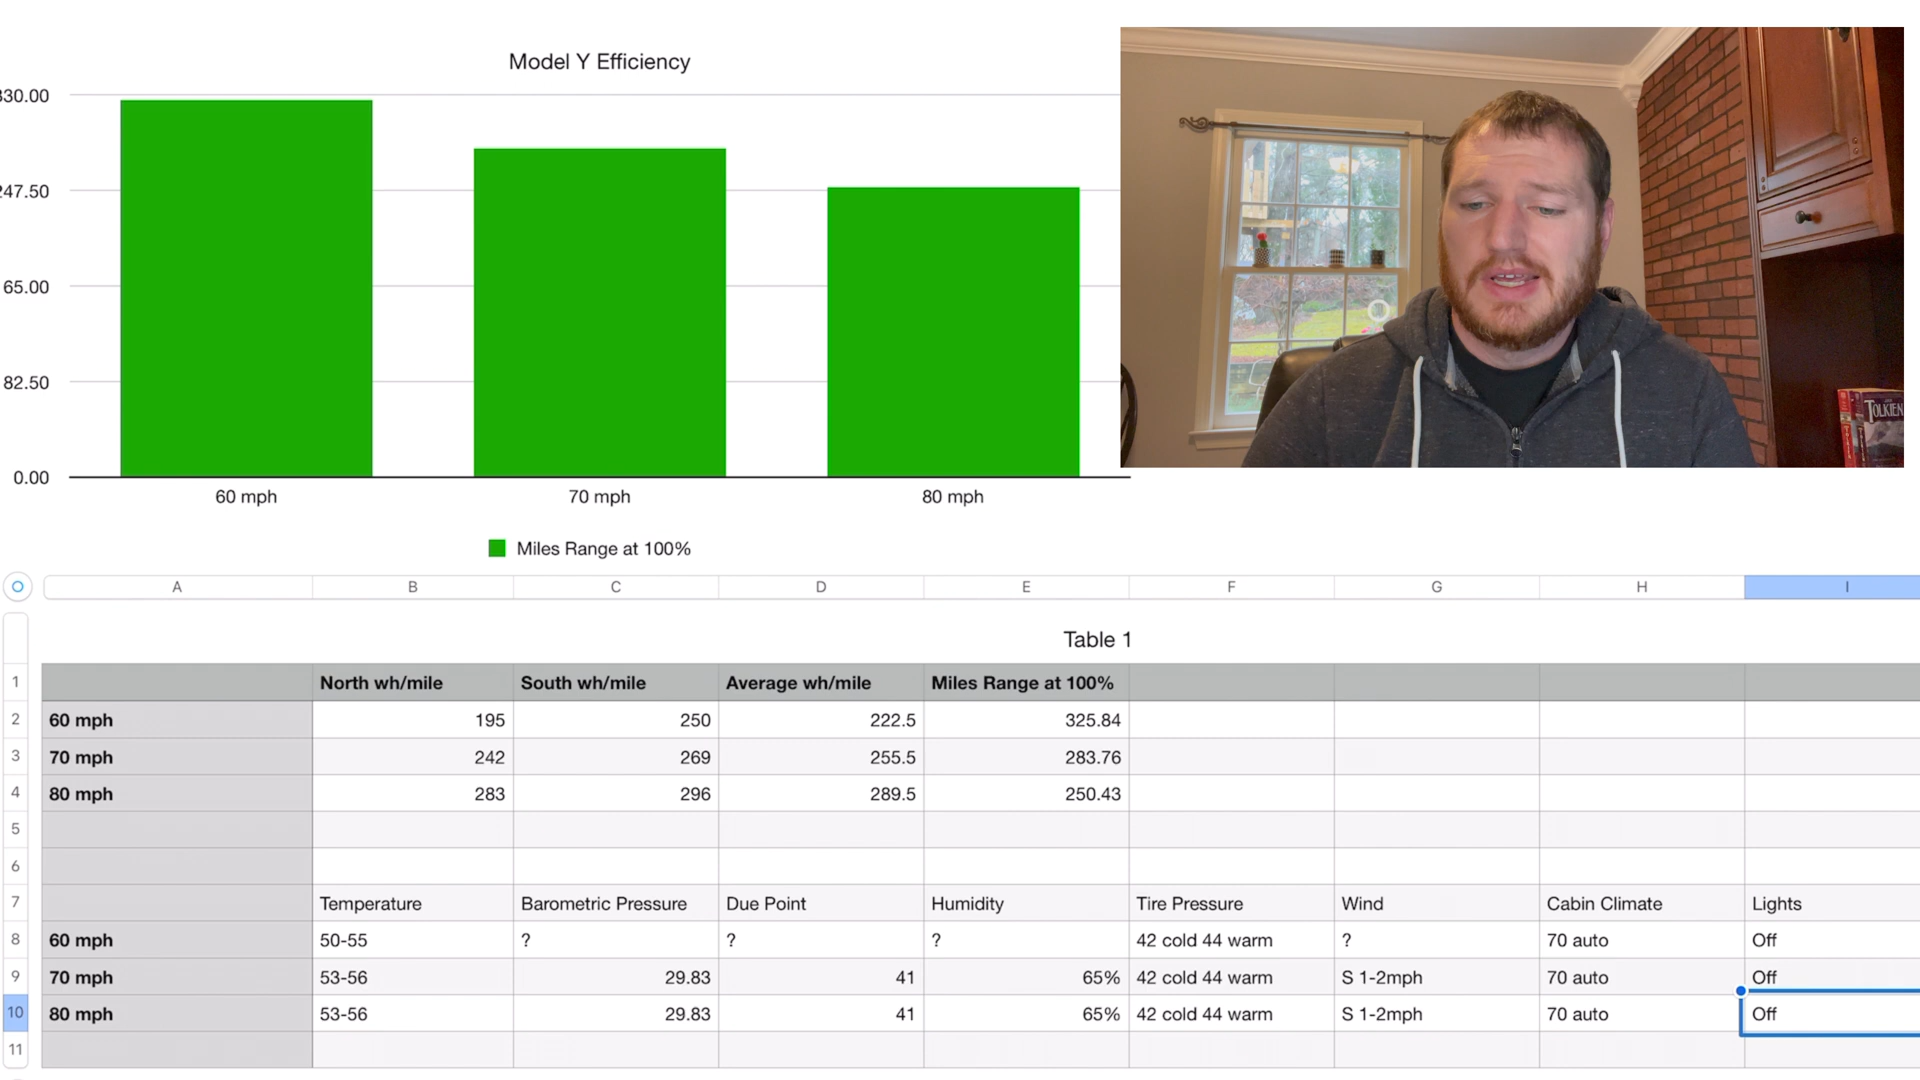 Model Y Efficiency
330.00
247.50
65.00
82.50
0.00
60 mph 70 mph 80 mph
Miles Range at 100%
TOLKIEN
A B C D E F G H I
Table 1
1 North wh/mile South wh/mile Average wh/mile Miles Range at 100%
2 60 mph 195 250 222.5 325.84
3 70 mph 242 269 255.5 283.76
4 80 mph 283 296 289.5 250.43
5
6
7 Temperature Barometric Pressure Due Point Humidity Tire Pressure Wind Cabin Climate Lights
8 60 mph 50-55 ? ? ? 42 cold 44 warm ? 70 auto Off
9 70 mph 53-56 29.83 41 65% 42 cold 44 warm S 1-2mph 70 auto Off
10 80 mph 53-56 29.83 41 65% 42 cold 44 warm S 1-2mph 70 auto Off
11